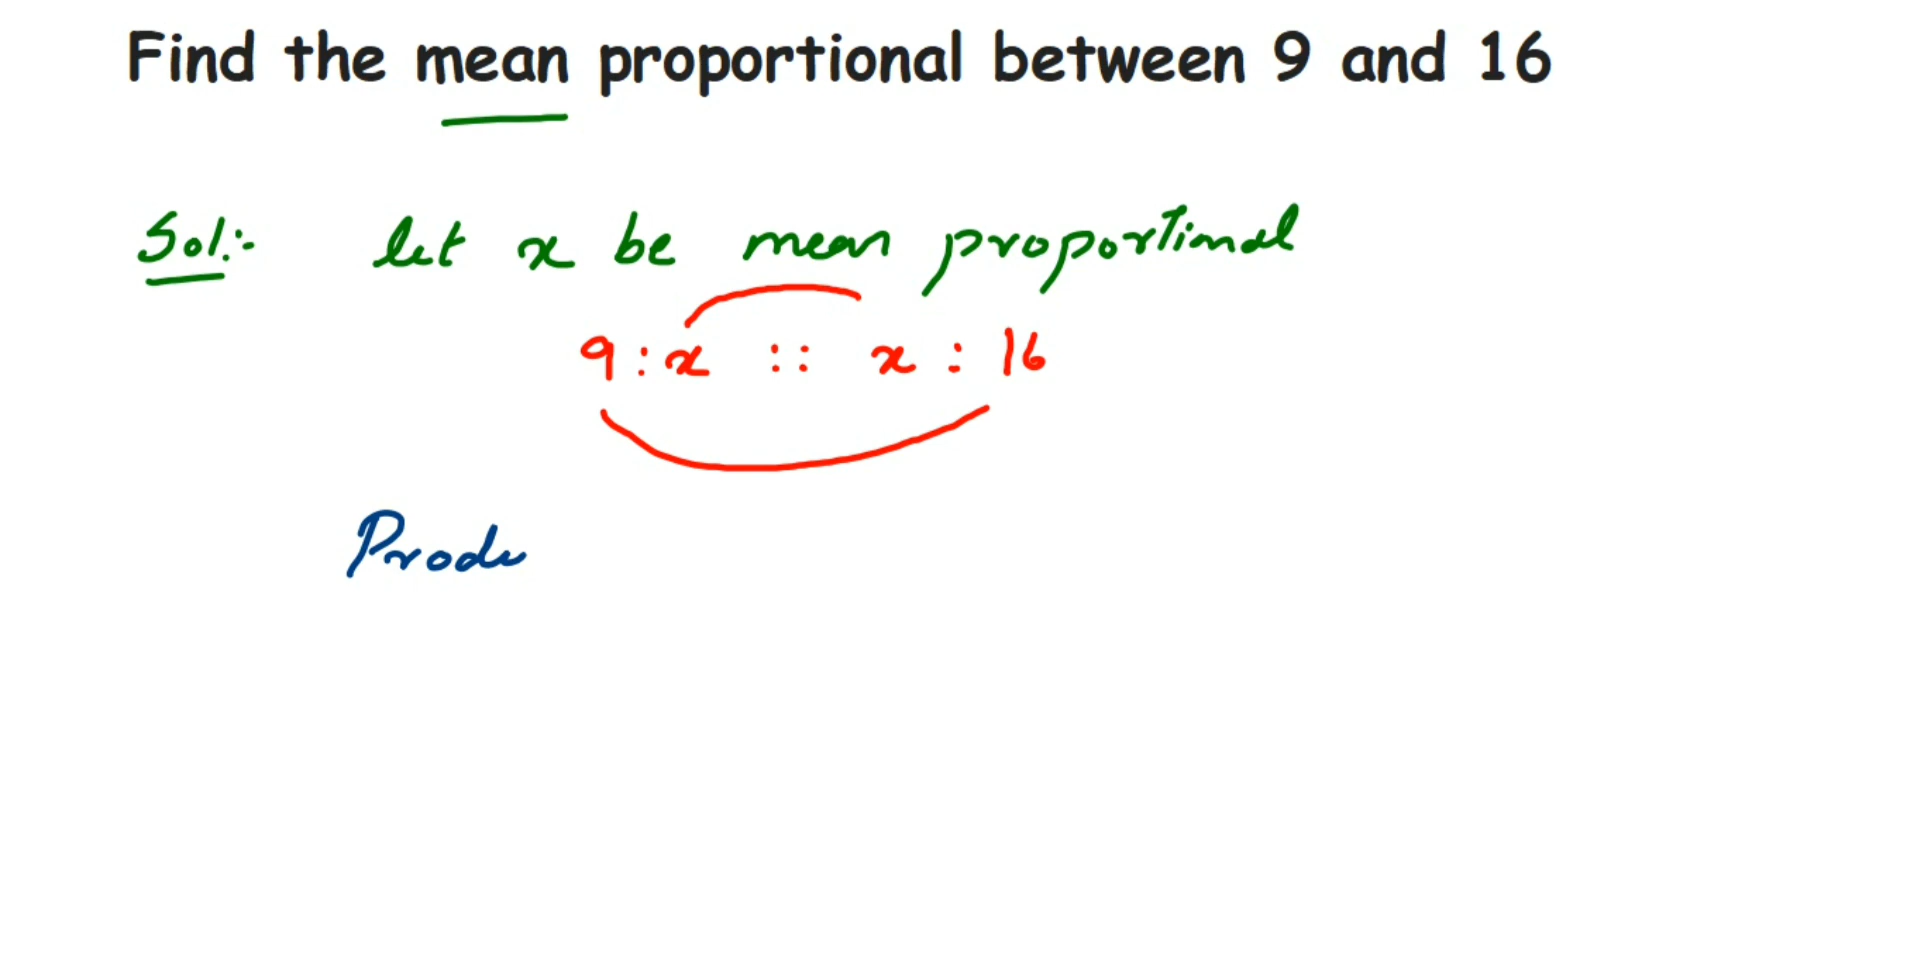 Find the mean proportional between 9 and 16
Sol:- let x be mean proportional
9 : x :: x : 16
Produ